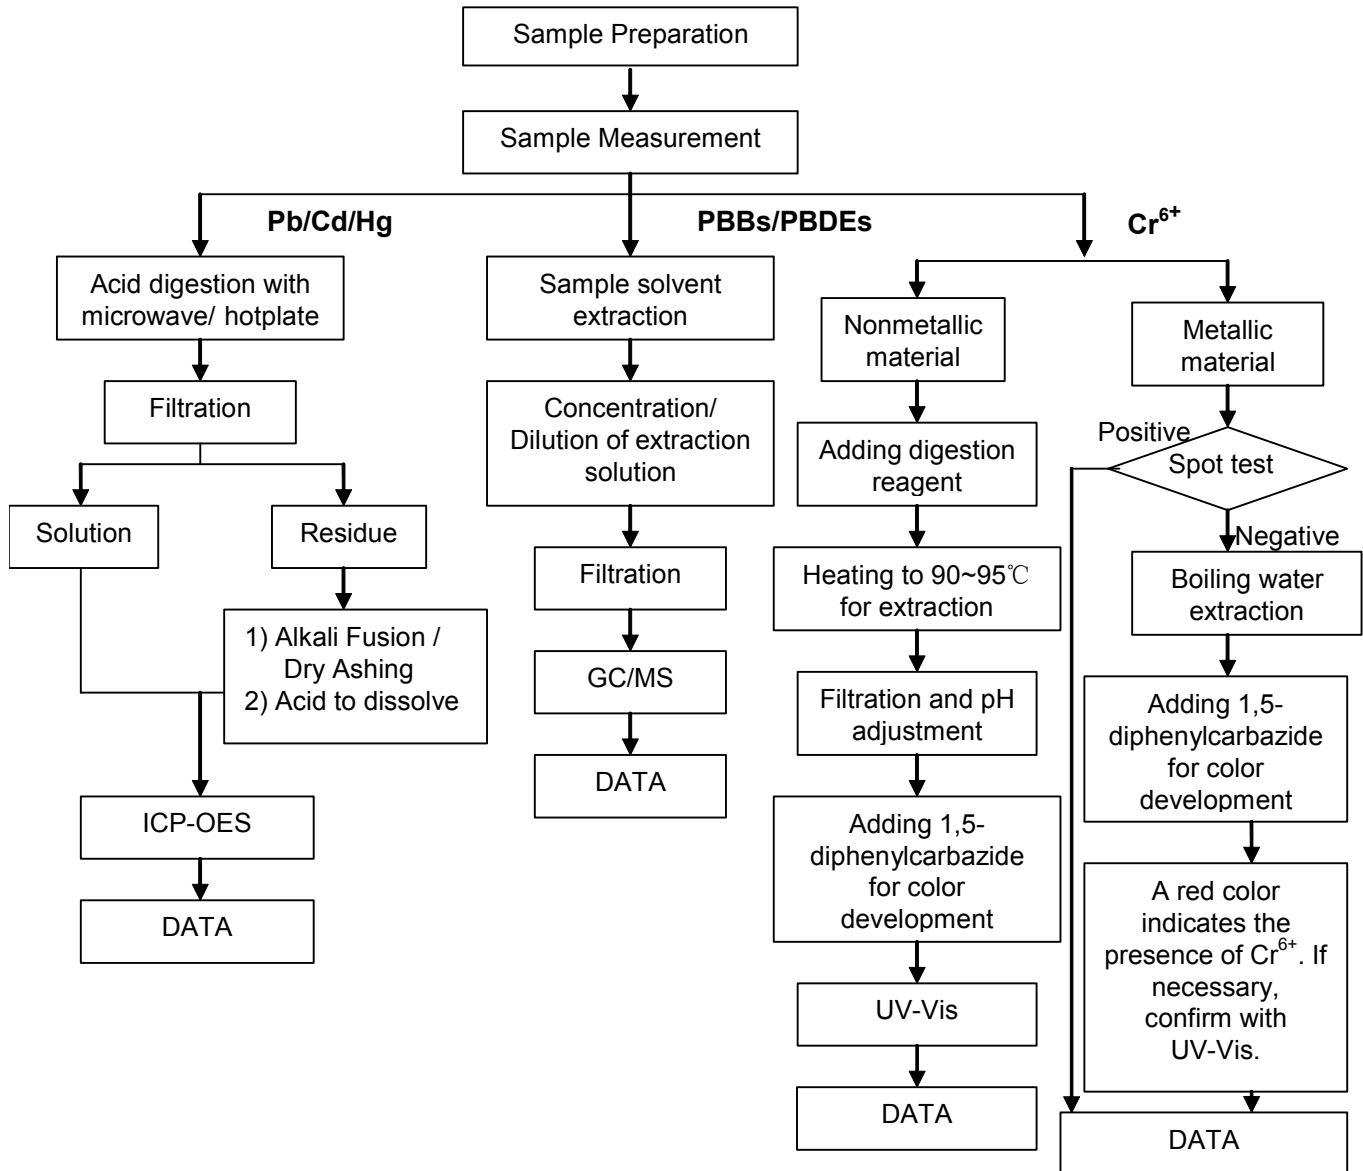 Sample Preparation
Sample Measurement
Pb/Cd/Hg
PBBs/PBDEs
Cr⁶⁺
Acid digestion with
microwave/ hotplate
Filtration
Solution
Residue
1) Alkali Fusion /
Dry Ashing
2) Acid to dissolve
ICP-OES
DATA
Sample solvent
extraction
Concentration/
Dilution of extraction
solution
Filtration
GC/MS
DATA
Nonmetallic
material
Adding digestion
reagent
Heating to 90~95℃
for extraction
Filtration and pH
adjustment
Adding 1,5-
diphenylcarbazide
for color
development
UV-Vis
DATA
Metallic
material
Positive
Spot test
Negative
Boiling water
extraction
Adding 1,5-
diphenylcarbazide
for color
development
A red color
indicates the
presence of Cr⁶⁺. If
necessary,
confirm with
UV-Vis.
DATA